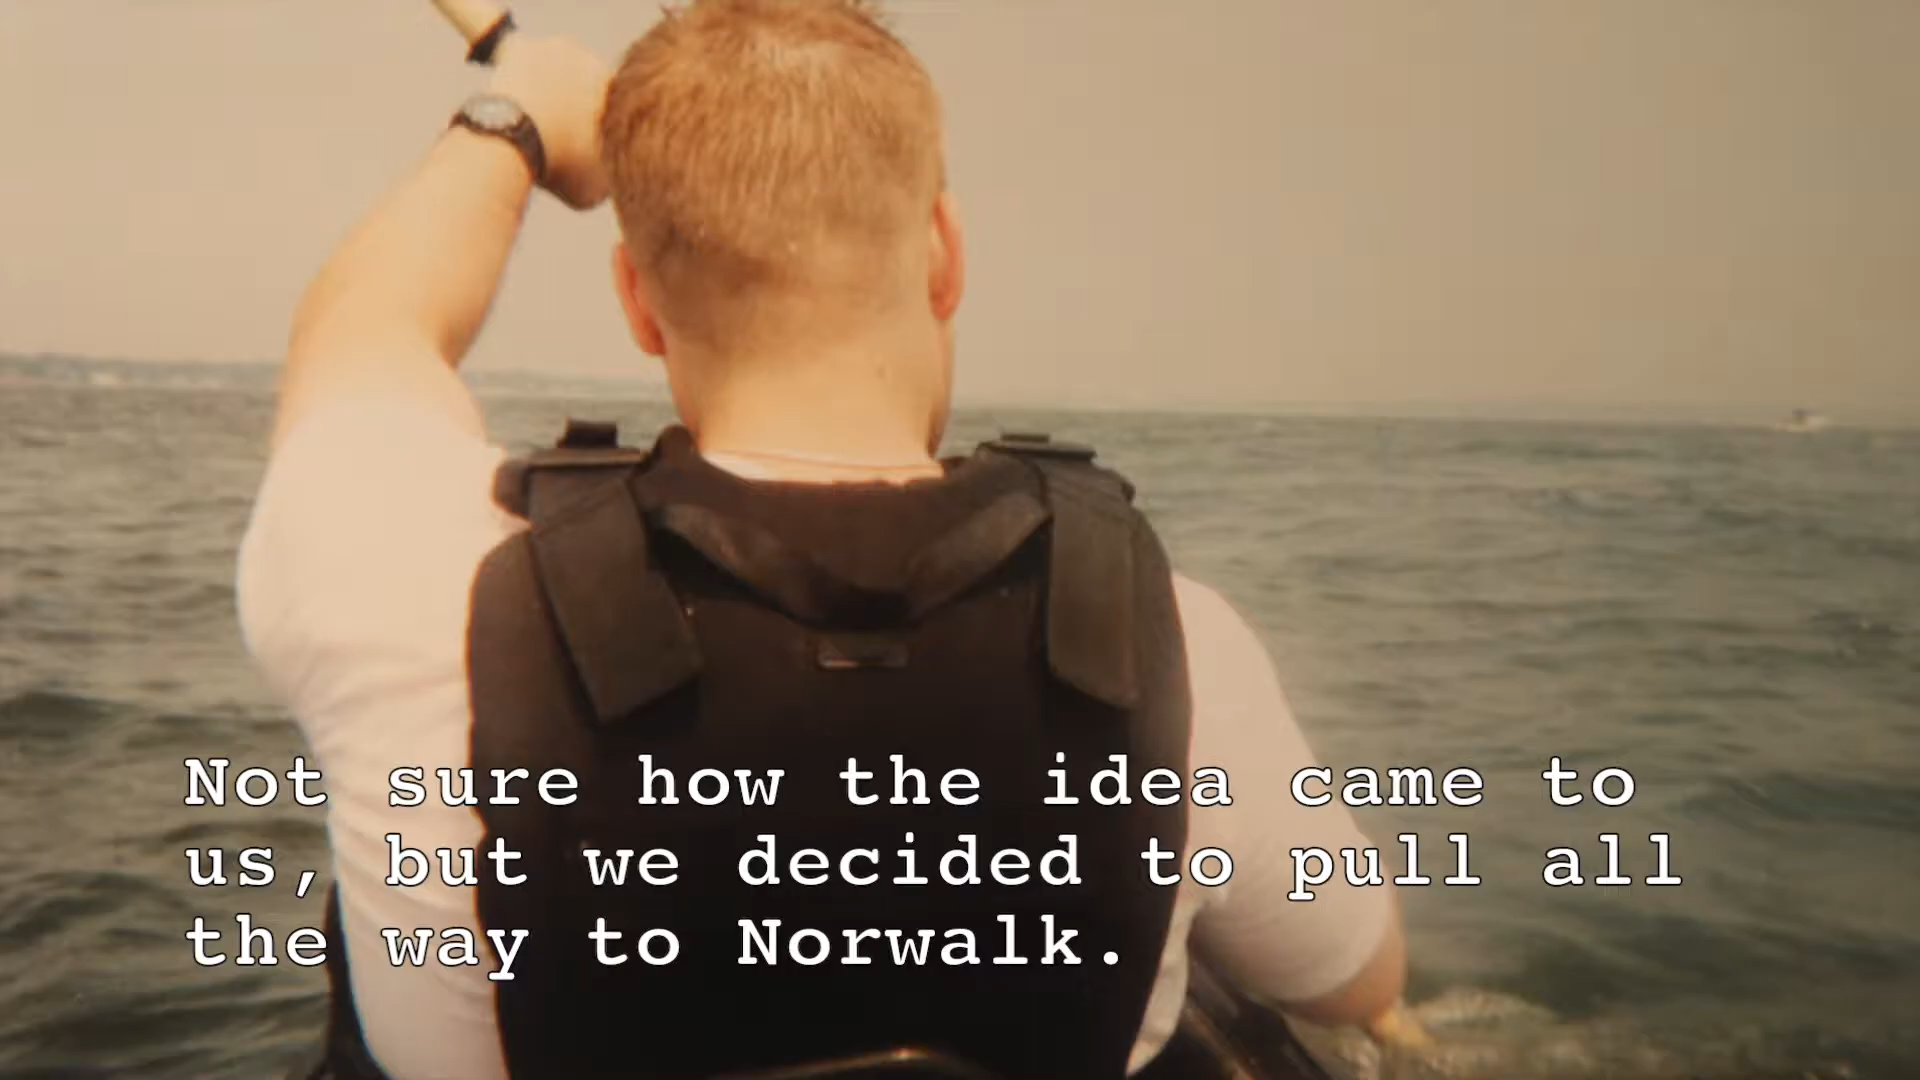 Not sure how the idea came to
us, but we decided to pull all
the way to Norwalk.